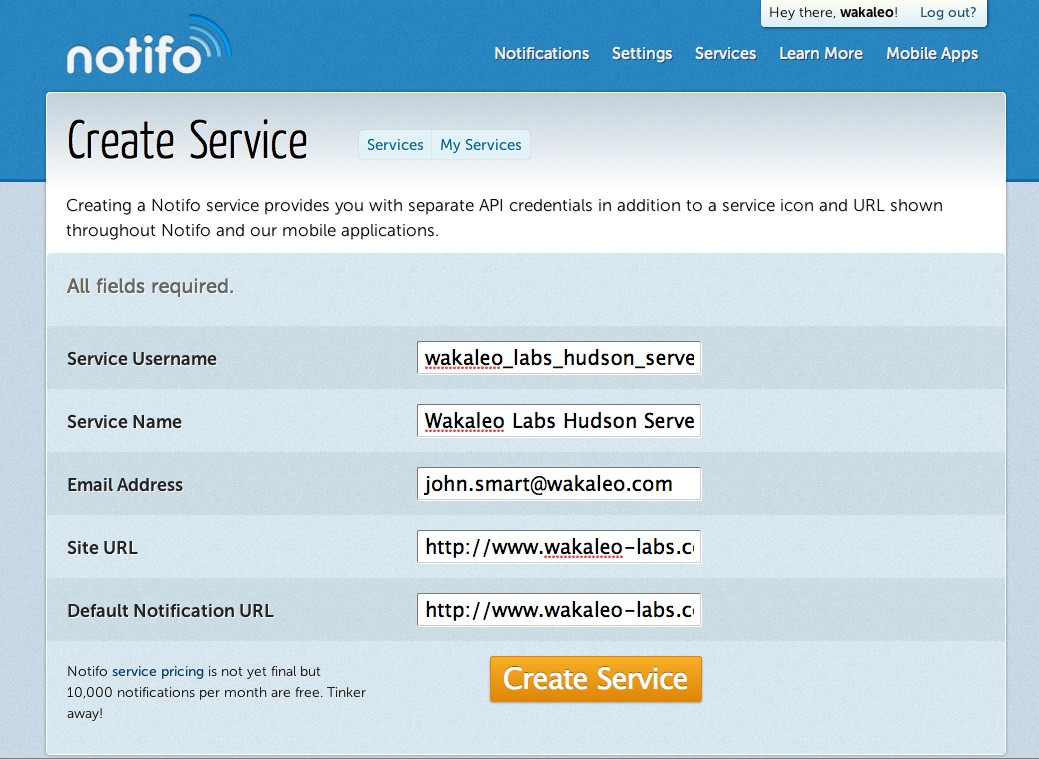 Hey there, wakaleo! Log out?
notifo
Notifications Settings Services Learn More Mobile Apps
Create Service
Services My Services
Creating a Notifo service provides you with separate API credentials in addition to a service icon and URL shown
throughout Notifo and our mobile applications.
All fields required.
Service Username wakaleo_labs_hudson_serve
Service Name Wakaleo Labs Hudson Serve
Email Address john.smart@wakaleo.com
Site URL http://www.wakaleo-labs.c
Default Notification URL http://www.wakaleo-labs.c
Notifo service pricing is not yet final but
10,000 notifications per month are free. Tinker
away!
Create Service